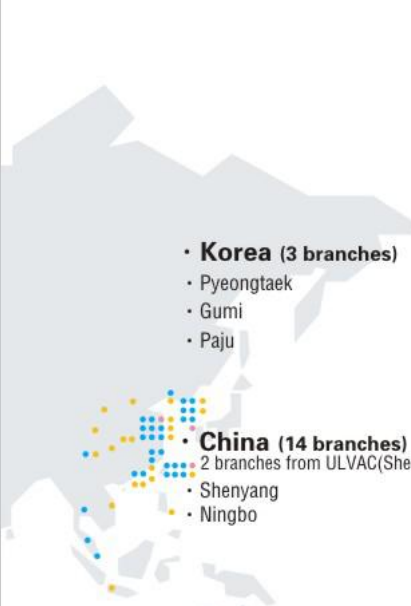 · Korea (3 branches)
· Pyeongtaek
· Gumi
· Paju
· China (14 branches)
2 branches from ULVAC(She
· Shenyang
· Ningbo